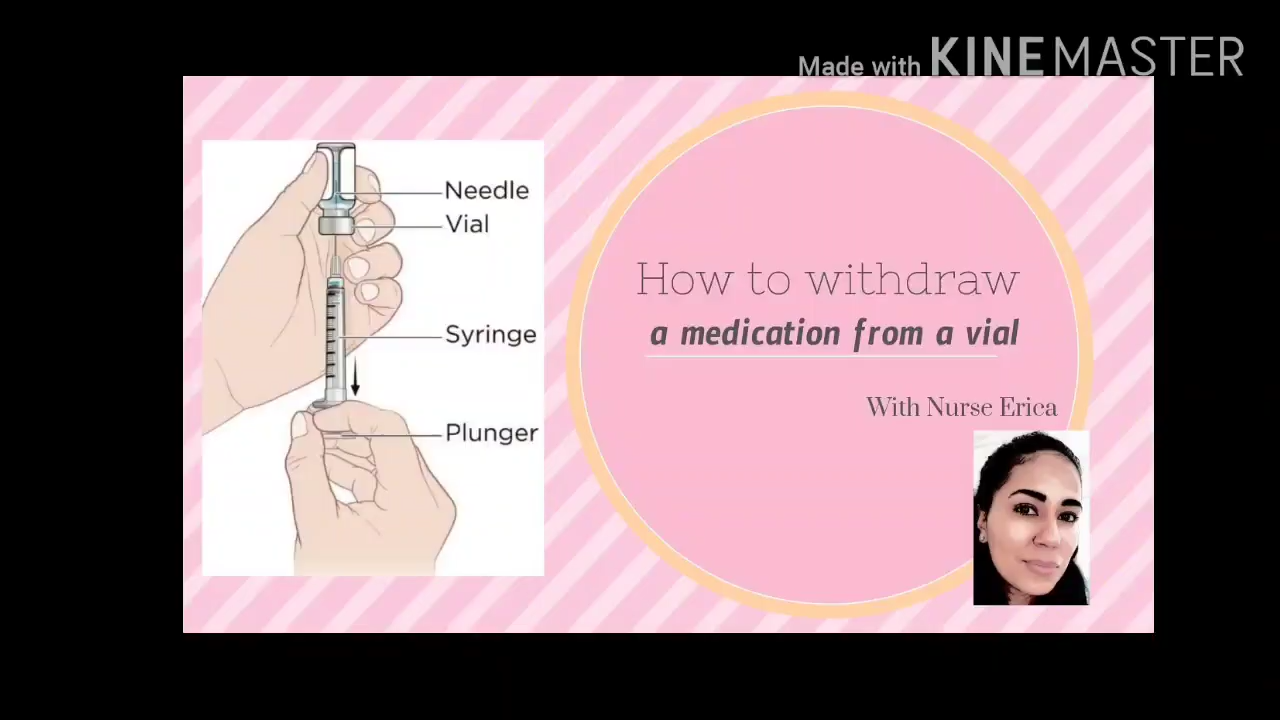 Made with KINEMASTER
Needle
Vial
Syringe
Plunger
How to withdraw
a medication from a vial
With Nurse Erica